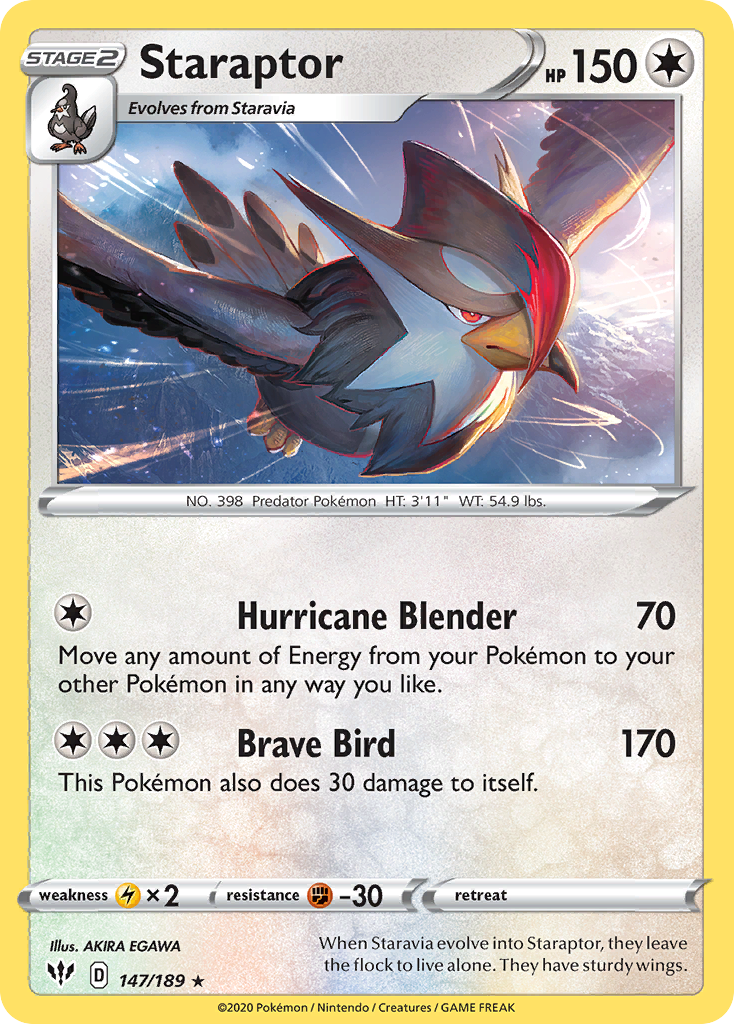 STAGE2
Staraptor
HP 150
Evolves from Staravia
NO. 398 Predator Pokémon HT: 3'11" WT: 54.9 lbs.
Hurricane Blender 70
Move any amount of Energy from your Pokémon to your
other Pokémon in any way you like.
Brave Bird 170
This Pokémon also does 30 damage to itself.
weakness ×2 resistance -30 retreat
Illus. AKIRA EGAWA
When Staravia evolve into Staraptor, they leave
the flock to live alone. They have sturdy wings.
D 147/189 ★
©2020 Pokémon / Nintendo / Creatures / GAME FREAK